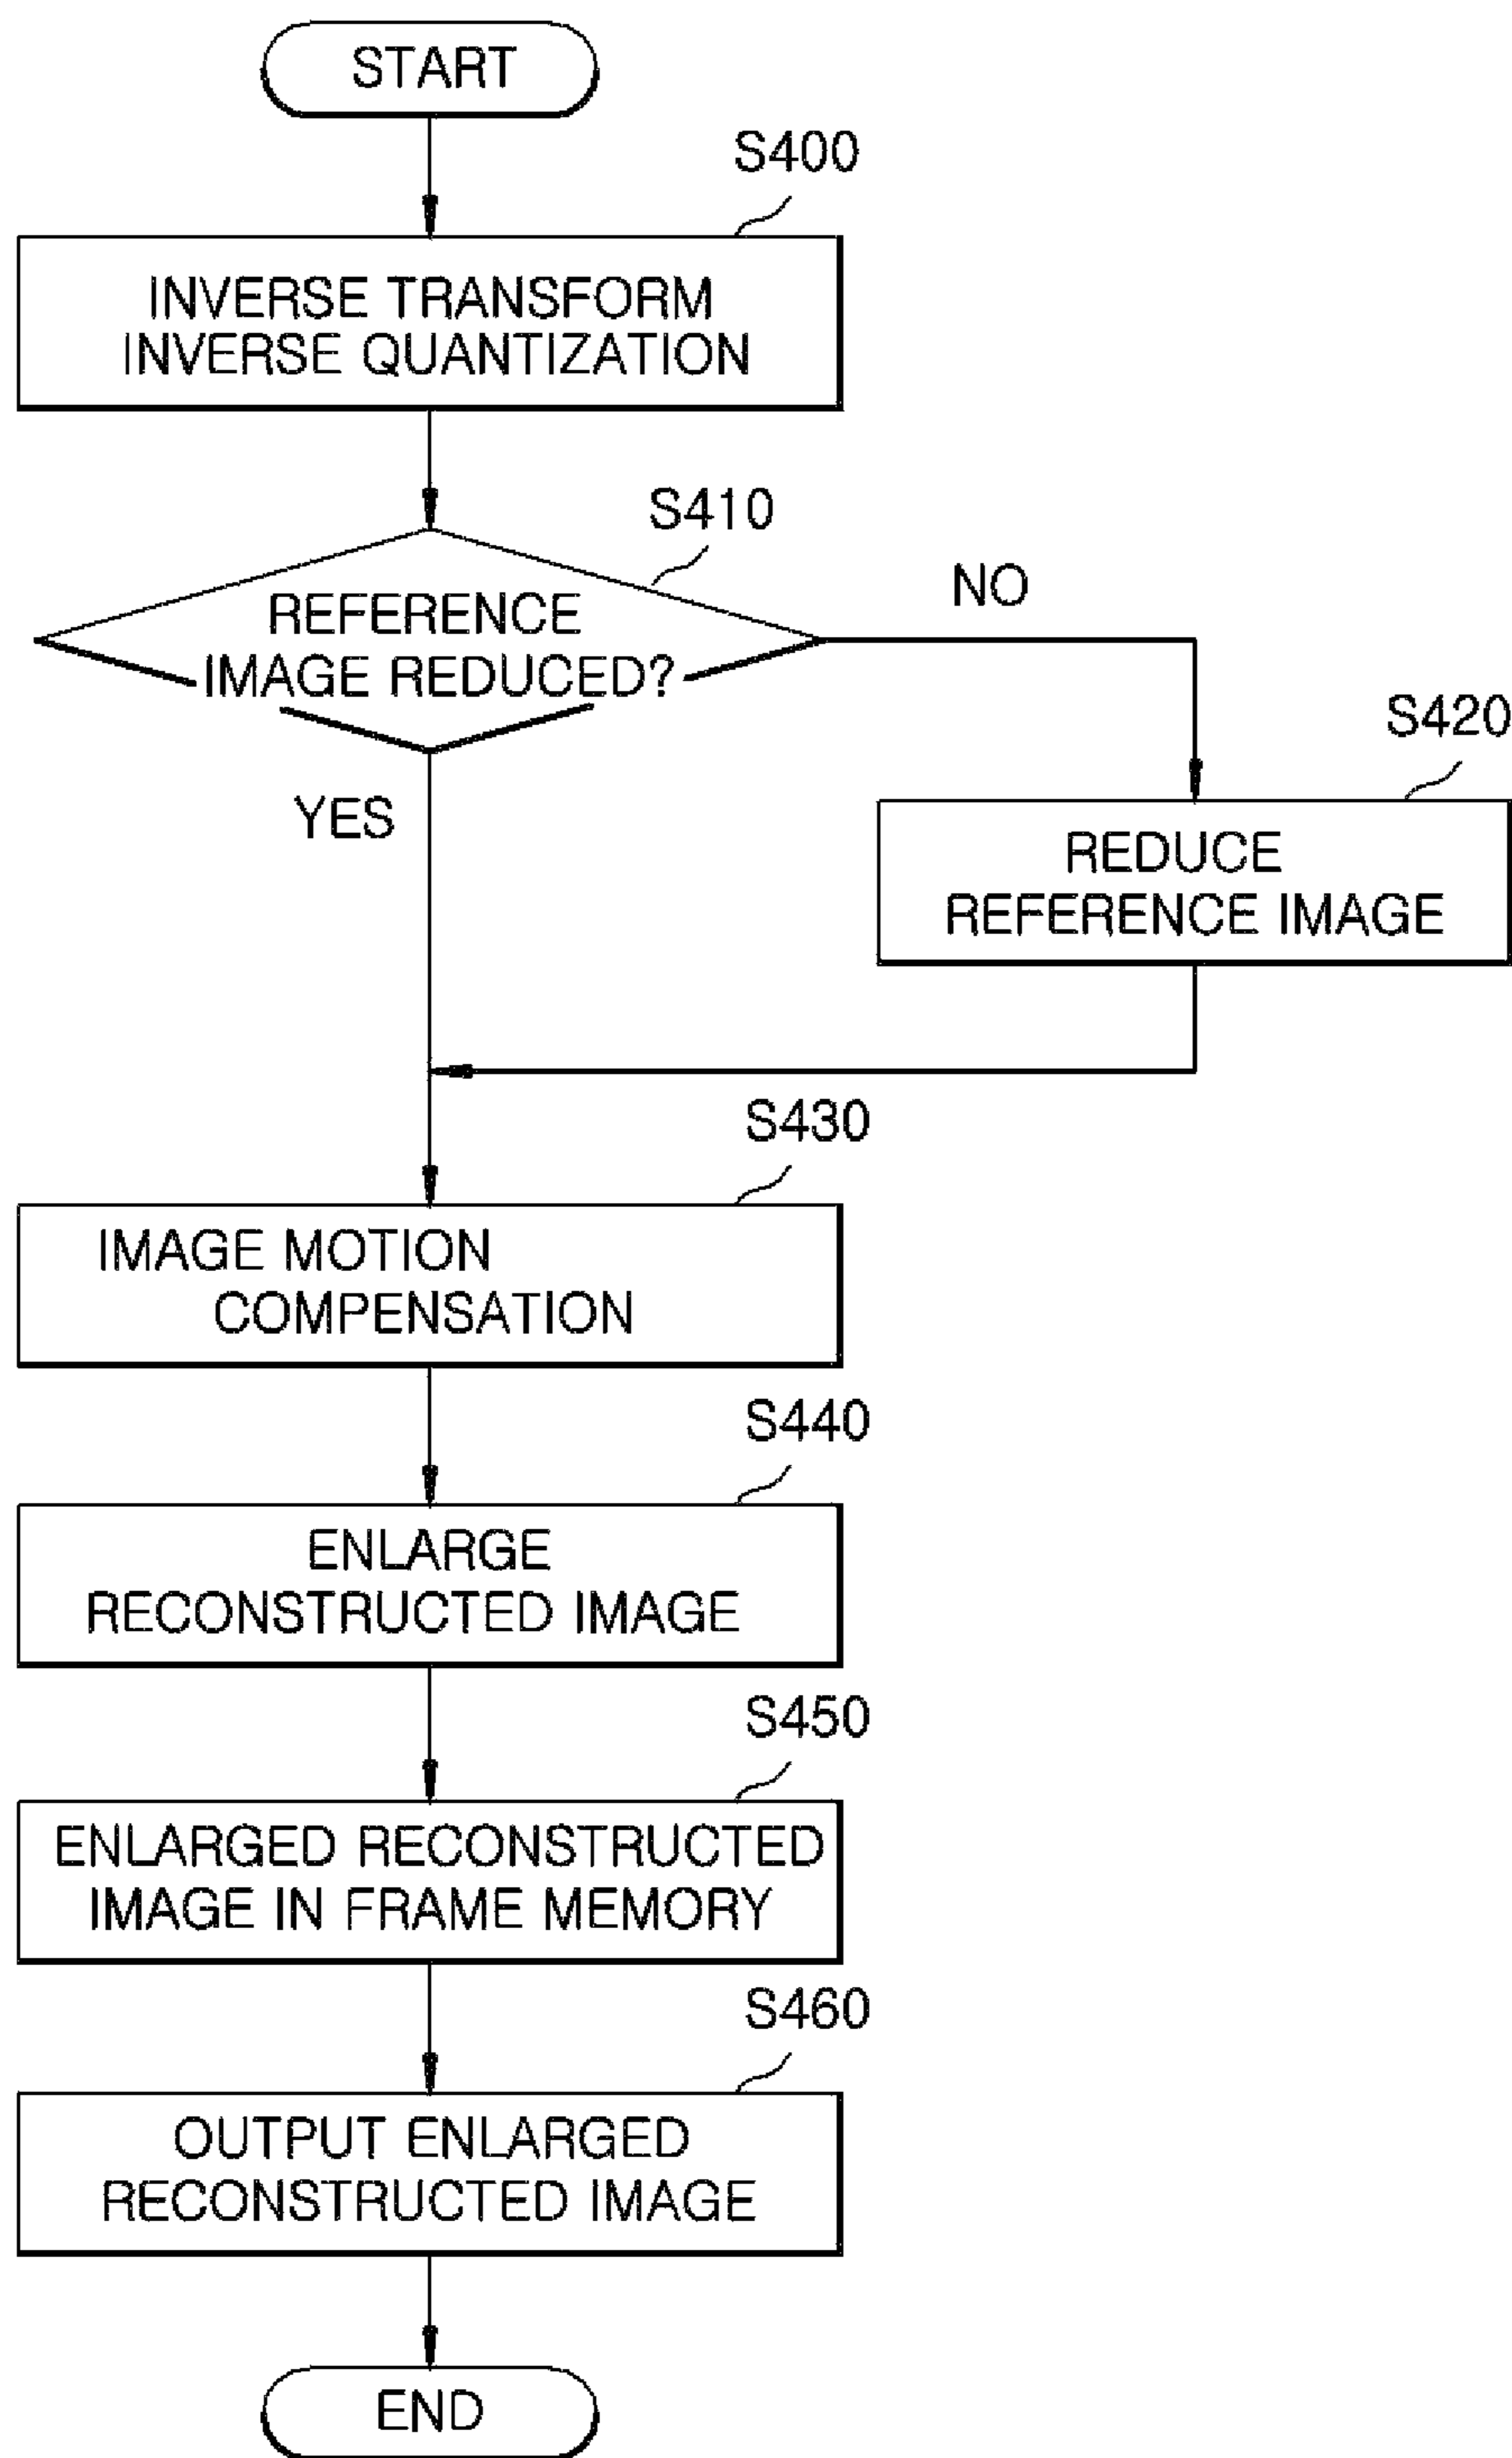 START
S400
INVERSE TRANSFORM
INVERSE QUANTIZATION
S410
REFERENCE
IMAGE REDUCED?
NO
YES
S420
REDUCE
REFERENCE IMAGE
S430
IMAGE MOTION
COMPENSATION
S440
ENLARGE
RECONSTRUCTED IMAGE
S450
ENLARGED RECONSTRUCTED
IMAGE IN FRAME MEMORY
S460
OUTPUT ENLARGED
RECONSTRUCTED IMAGE
END